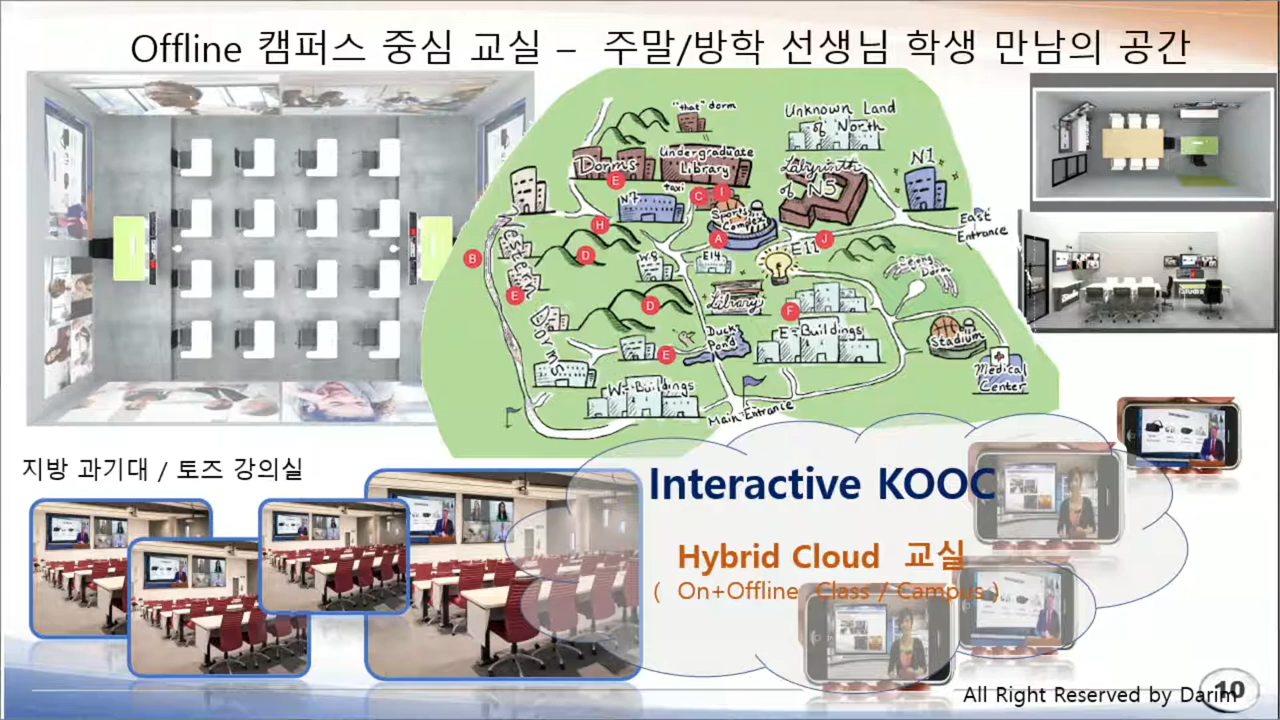 Offline 캠퍼스 중심 교실 – 주말/방학 선생님 학생 만남의 공간
"that" dorm
Unknown Land
of North
Dorms
Undergraduate
Library
Labyrinth
of N5
N1
E
taxi
C
I
N7
Sports
Complex
East
Entrance
H
A
E11
J
Western
B
D
W8
E14
E
Library
D
F
Dorms
Duck
Pond
E-Buildings
Stadium
E
W-Buildings
Medical
Center
Main Entrance
지방 과기대 / 토즈 강의실
Interactive KOOC
Hybrid Cloud 교실
( On+Offline Class / Campus )
All Right Reserved by Darim
10